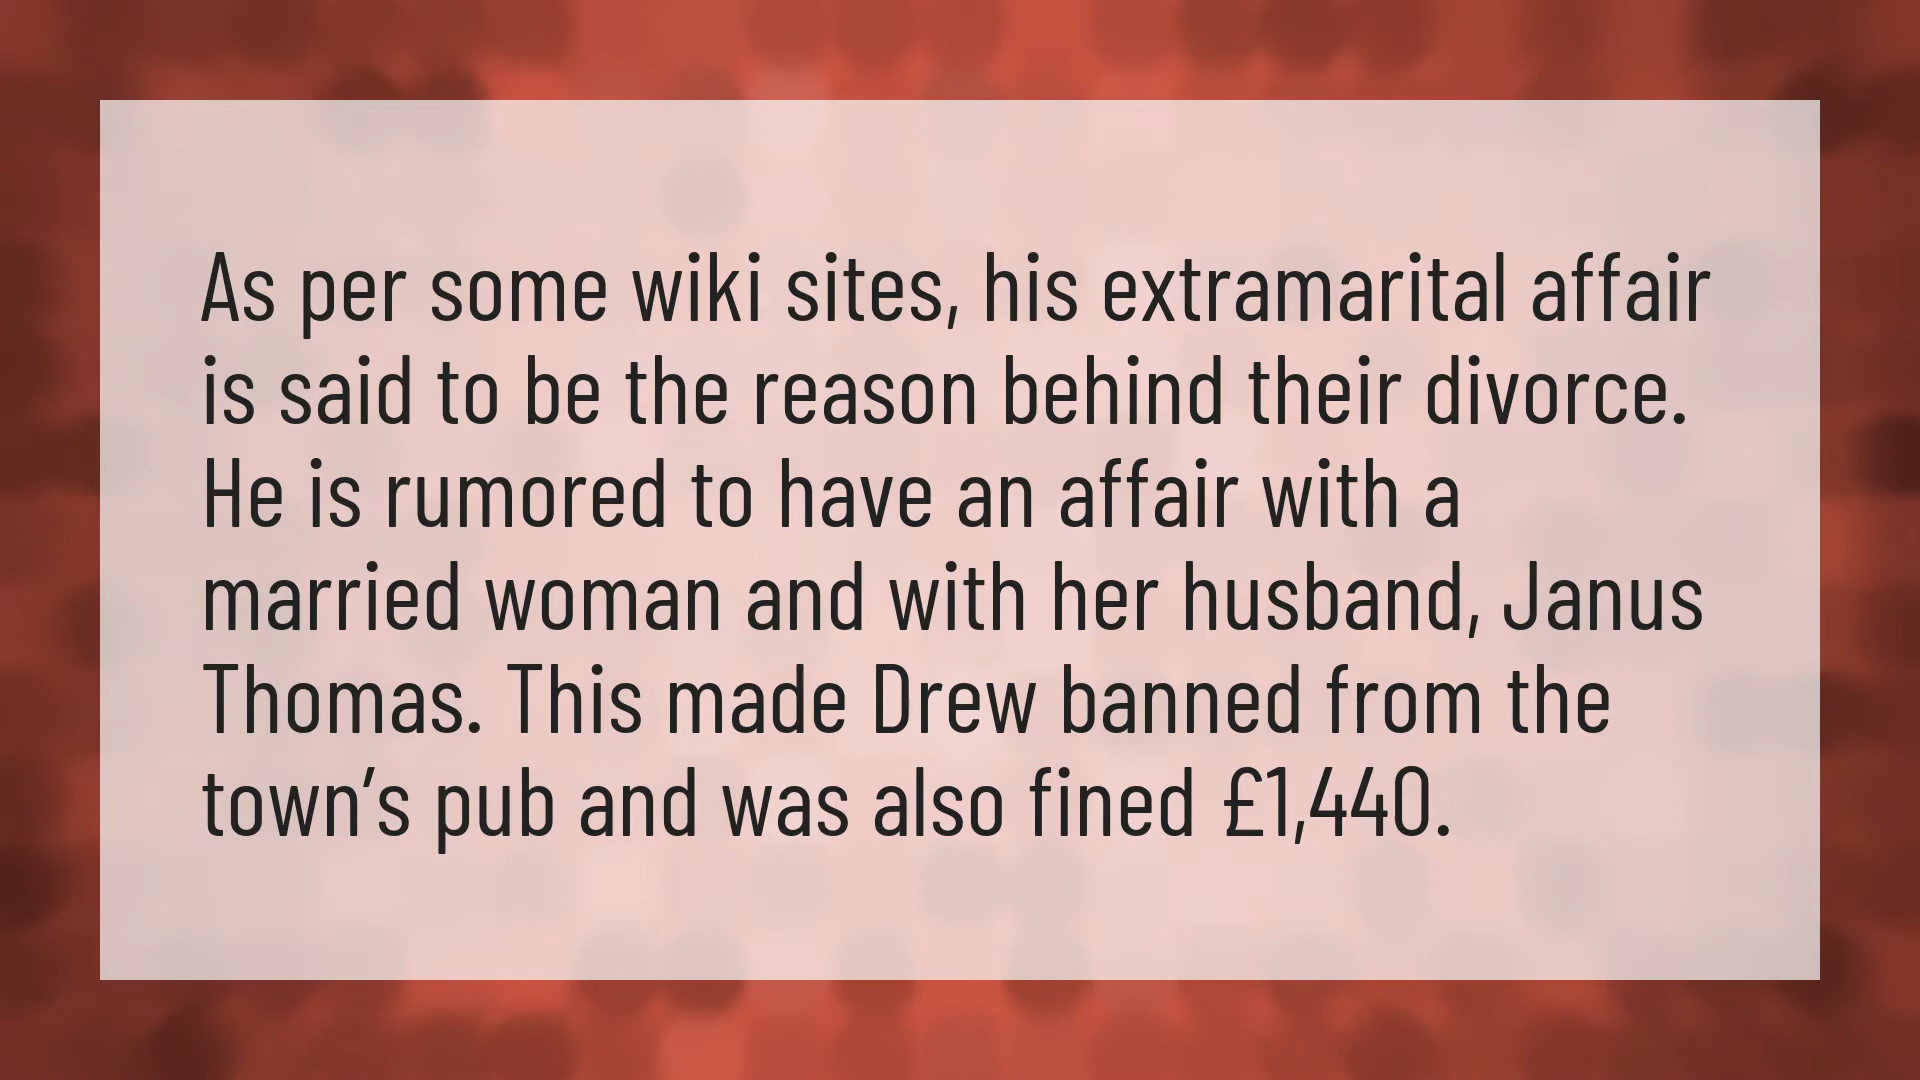 As per some wiki sites, his extramarital affair
is said to be the reason behind their divorce.
He is rumored to have an affair with a
married woman and with her husband, Janus
Thomas. This made Drew banned from the
town’s pub and was also fined £1,440.